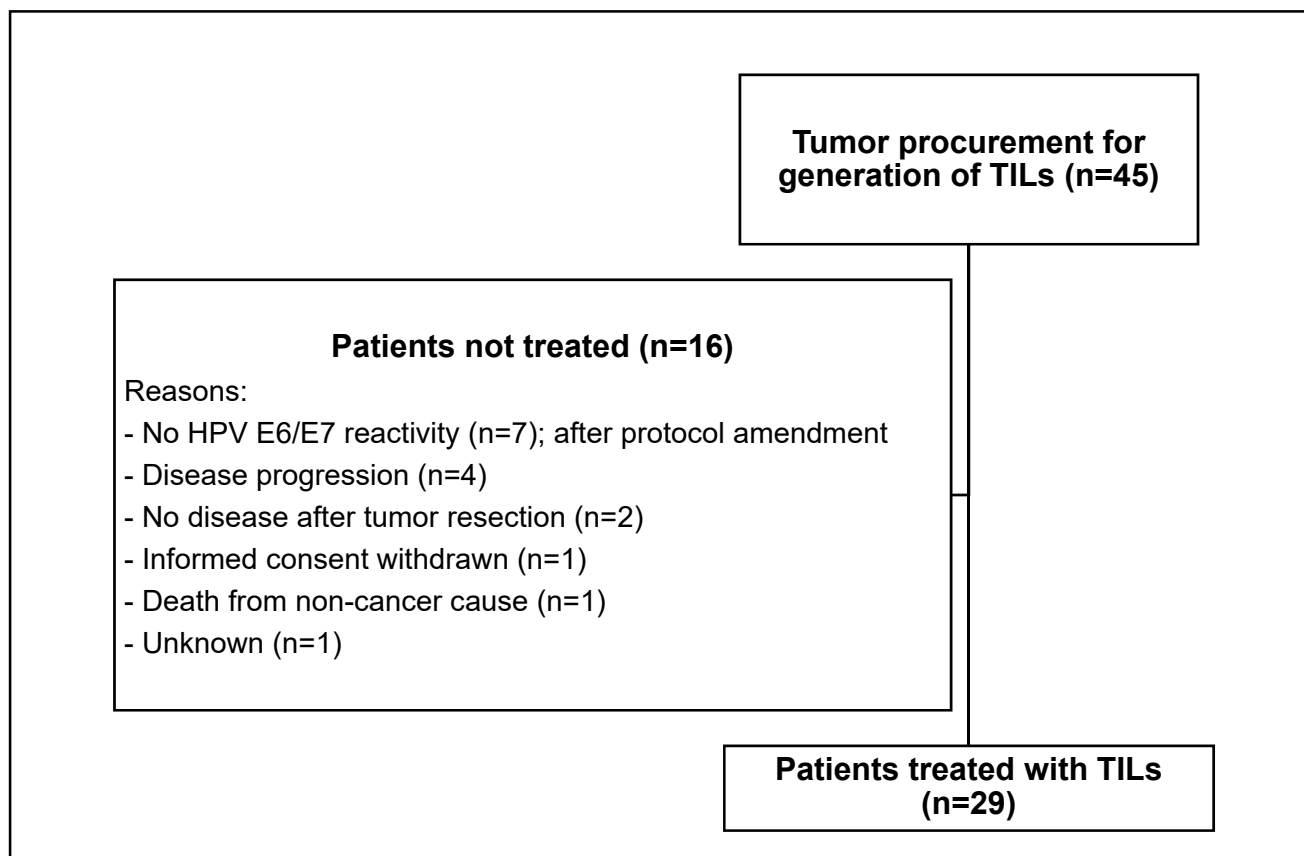 Tumor procurement for
generation of TILs (n=45)
Patients not treated (n=16)
Reasons:
- No HPV E6/E7 reactivity (n=7); after protocol amendment
- Disease progression (n=4)
- No disease after tumor resection (n=2)
- Informed consent withdrawn (n=1)
- Death from non-cancer cause (n=1)
- Unknown (n=1)
Patients treated with TILs
(n=29)